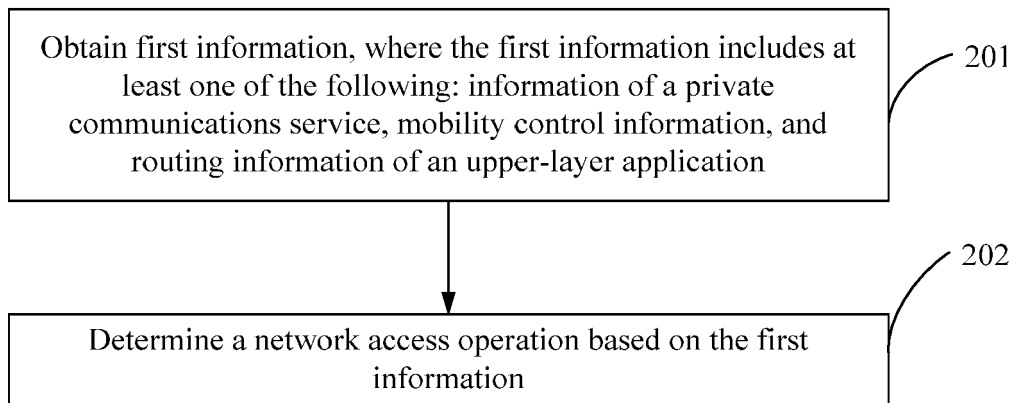 Obtain first information, where the first information includes at
least one of the following: information of a private
communications service, mobility control information, and
routing information of an upper-layer application
201
202
Determine a network access operation based on the first
information